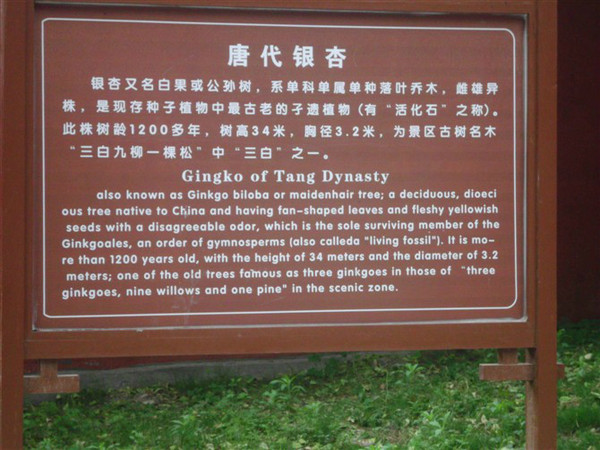 唐代银杏
银杏又名白果或公孙树，系单科单属单种落叶乔木，雌雄异
株，是现存种子植物中最古老的孑遗植物（有“活化石”之称）。
此株树龄1200多年，树高34米，胸径3.2米，为景区古树名木
“三白九柳一棵松”中“三白”之一。
Gingko of Tang Dynasty
also known as Ginkgo biloba or maidenhair tree; a deciduous, dioeci
ous tree native to China and having fan-shaped leaves and fleshy yellowish
seeds with a disagreeable odor, which is the sole surviving member of the
Ginkgoales, an order of gymnosperms (also calleda "living fossil"). It is mo-
re than 1200 years old, with the height of 34 meters and the diameter of 3.2
meters; one of the old trees famous as three ginkgoes in those of “three
ginkgoes, nine willows and one pine" in the scenic zone.